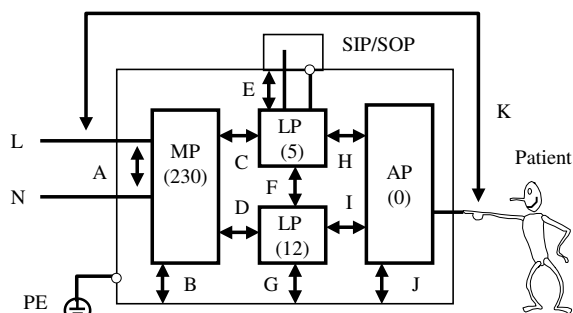 SIP/SOP
E
K
L
A
N
MP
(230)
C
LP
(5)
H
F
AP
(0)
D
LP
(12)
I
Patient
B
G
J
PE